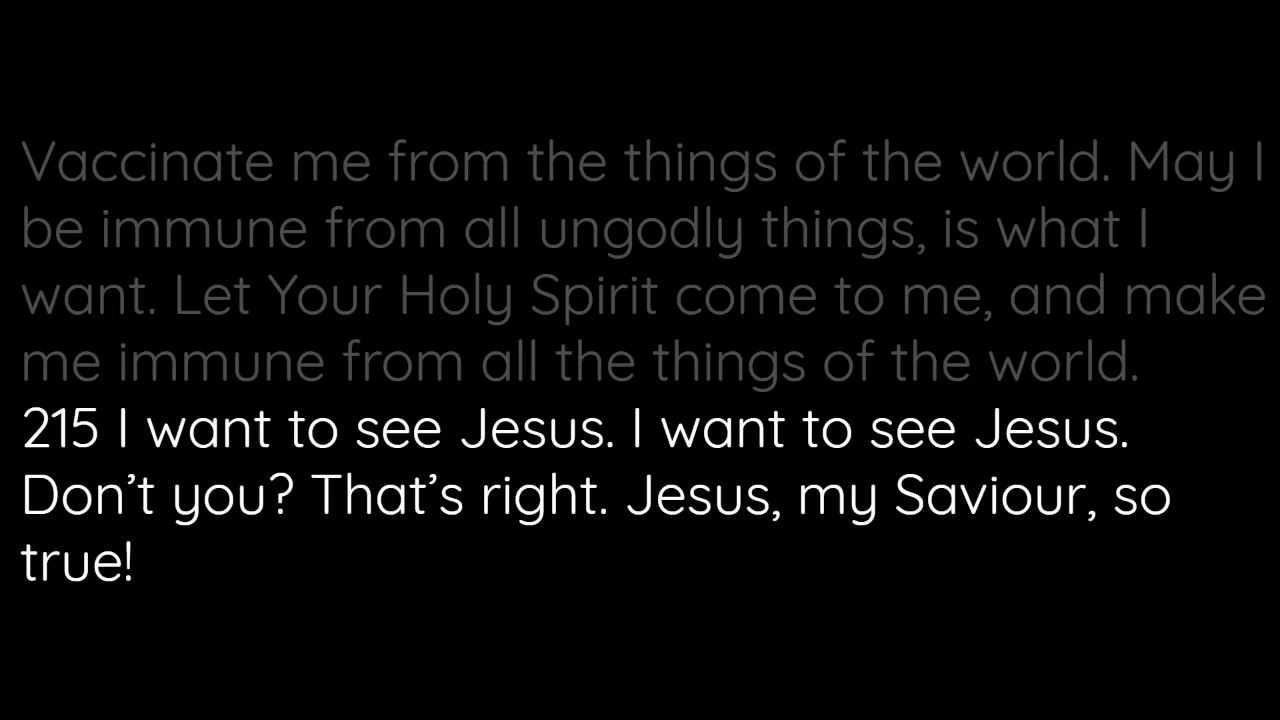 Vaccinate me from the things of the world. May I
be immune from all ungodly things, is what I
want. Let Your Holy Spirit come to me, and make
me immune from all the things of the world.
215 I want to see Jesus. I want to see Jesus.
Don’t you? That’s right. Jesus, my Saviour, so
true!